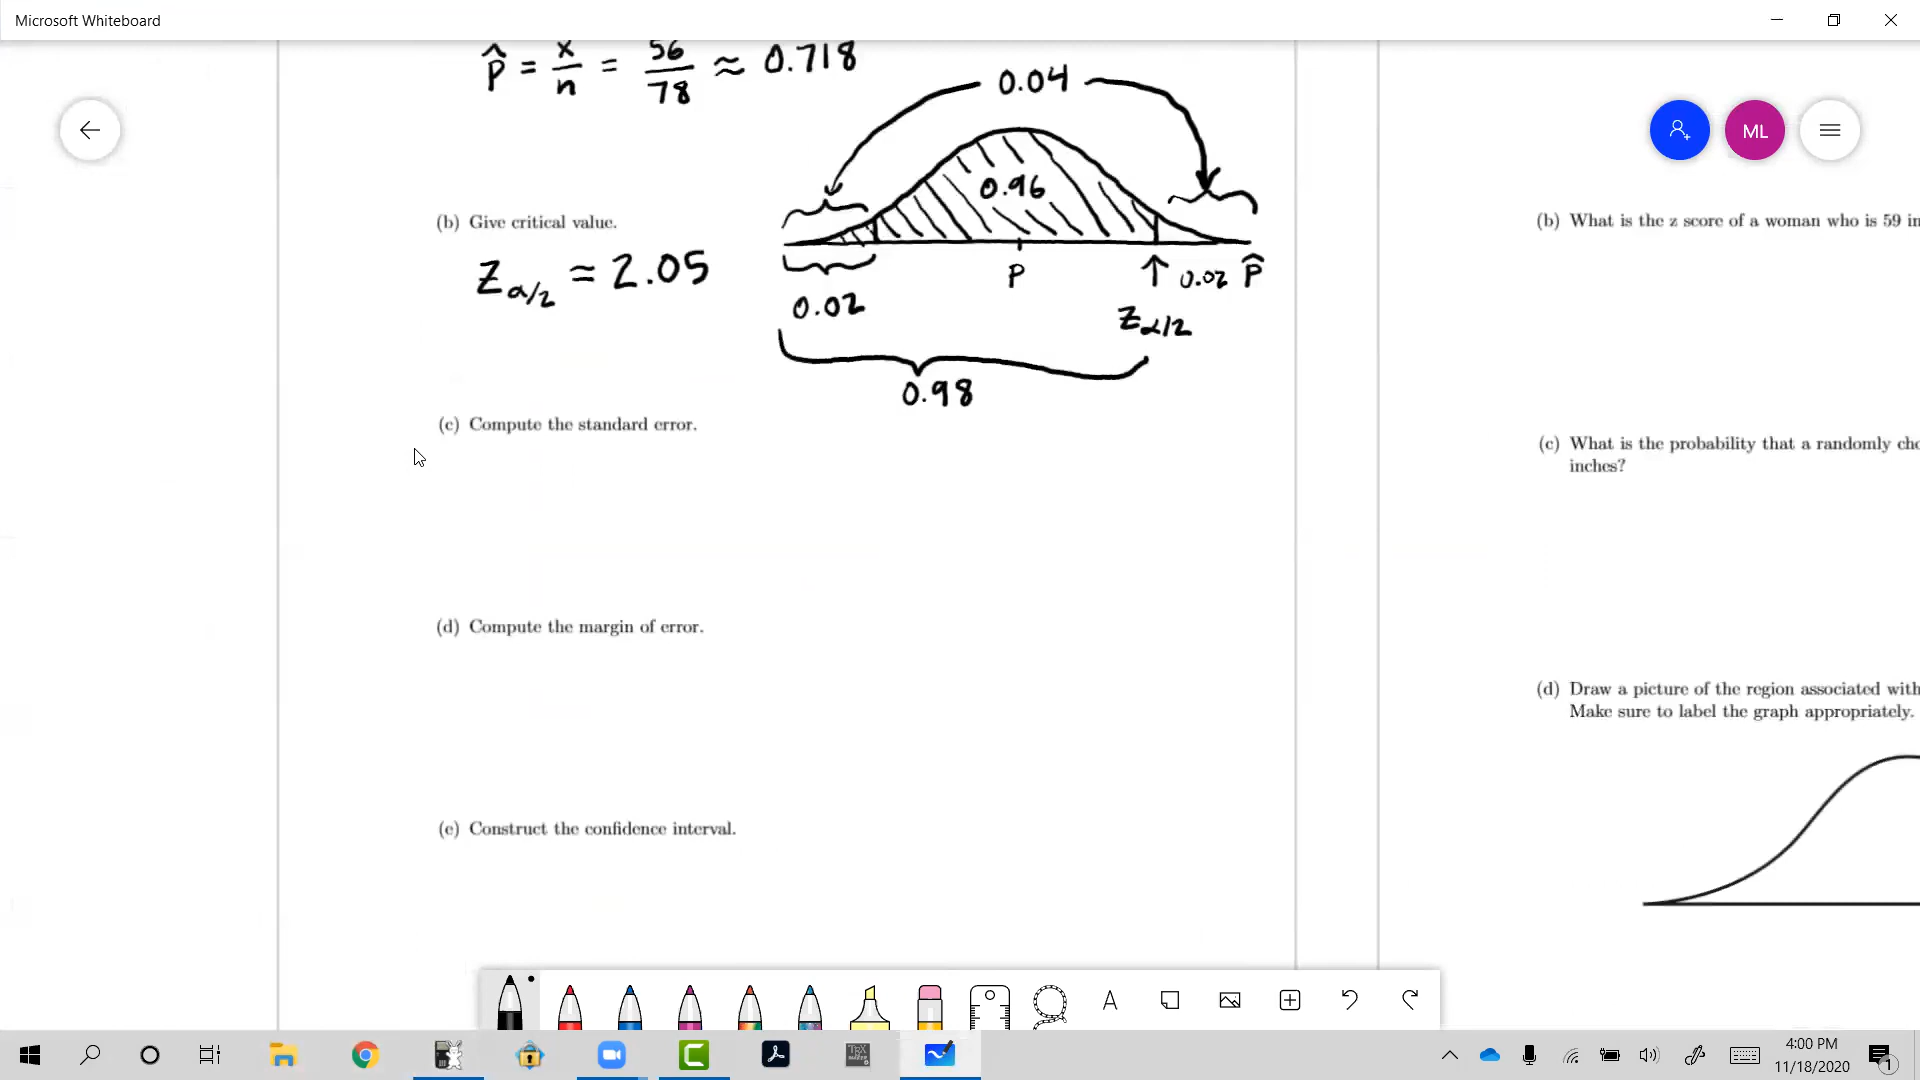 Microsoft Whiteboard
p̂ = x/n = 56/78 ≈ 0.718
0.04
ML
0.96
(b) Give critical value.
Zα/2 = 2.05
P
0.02 P̂
0.02
Zα/2
0.98
(c) Compute the standard error.
(d) Compute the margin of error.
(e) Construct the confidence interval.
(b) What is the z score of a woman who is 59 in
(c) What is the probability that a randomly cho
inches?
(d) Draw a picture of the region associated with
Make sure to label the graph appropriately.
A
4:00 PM
11/18/2020
1